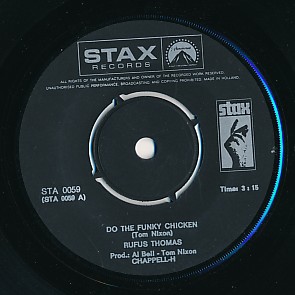 STAX
RECORDS
ALL RIGHTS OF THE MANUFACTURERS AND OWNER OF THE RECORDED WORK RESERVED.
UNAUTHORISED PUBLIC PERFORMANCE, BROADCASTING AND COPYING PROHIBITED. MADE IN HOLLAND.
stax
STA 0059
(STA 0059 A)
Time: 3:15
DO THE FUNKY CHICKEN
(Tom Nixon)
RUFUS THOMAS
Prod.: Al Bell - Tom Nixon
CHAPPELL-H